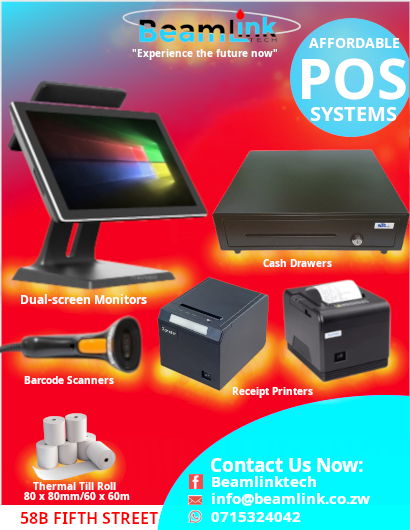 Beamlink
TECH
"Experience the future now"
AFFORDABLE
POS
SYSTEMS
Cash Drawers
Dual-screen Monitors
Barcode Scanners
Receipt Printers
Thermal Till Roll
80 x 80mm/60 x 60m
Contact Us Now:
Beamlinktech
info@beamlink.co.zw
0715324042
58B FIFTH STREET